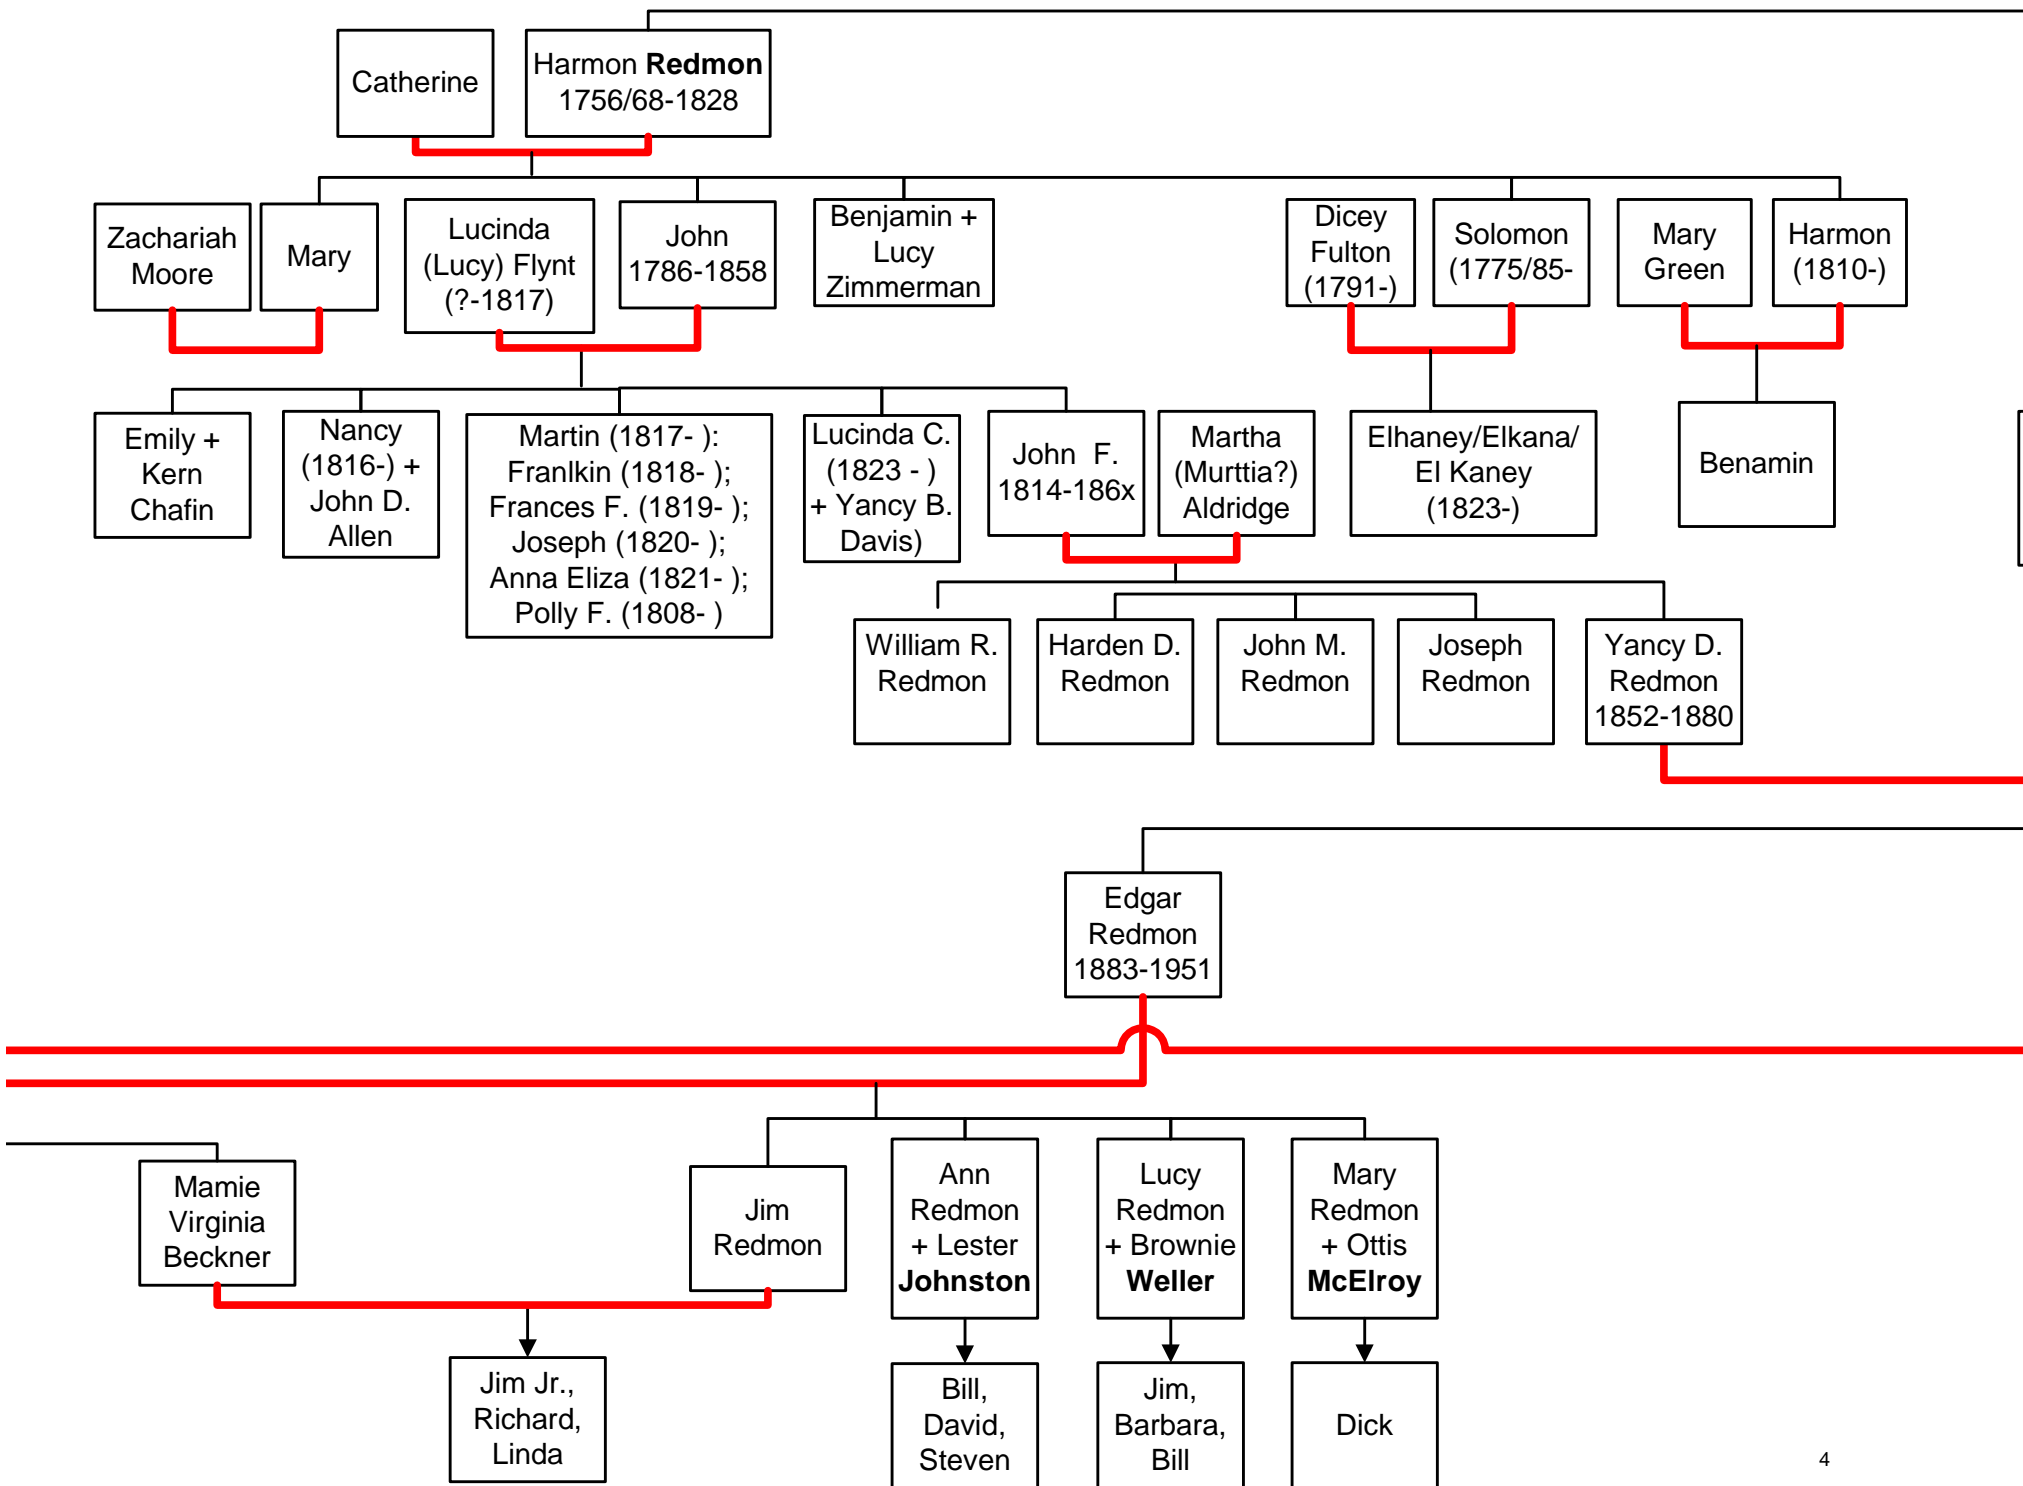 Catherine
Harmon Redmon
1756/68-1828
Zachariah
Moore
Mary
Lucinda
(Lucy) Flynt
(?-1817)
John
1786-1858
Benjamin +
Lucy
Zimmerman
Dicey
Fulton
(1791-)
Solomon
(1775/85-
Mary
Green
Harmon
(1810-)
Emily +
Kern
Chafin
Nancy
(1816-) +
John D.
Allen
Martin (1817- ):
Franlkin (1818- );
Frances F. (1819- );
Joseph (1820- );
Anna Eliza (1821- );
Polly F. (1808- )
Lucinda C.
(1823 - )
+ Yancy B.
Davis)
John  F.
1814-186x
Martha
(Murttia?)
Aldridge
Elhaney/Elkana/
El Kaney
(1823-)
Benamin
William R.
Redmon
Harden D.
Redmon
John M.
Redmon
Joseph
Redmon
Yancy D.
Redmon
1852-1880
Edgar
Redmon
1883-1951
Mamie
Virginia
Beckner
Jim
Redmon
Ann
Redmon
+ Lester
Johnston
Lucy
Redmon
+ Brownie
Weller
Mary
Redmon
+ Ottis
McElroy
Jim Jr.,
Richard,
Linda
Bill,
David,
Steven
Jim,
Barbara,
Bill
Dick
4